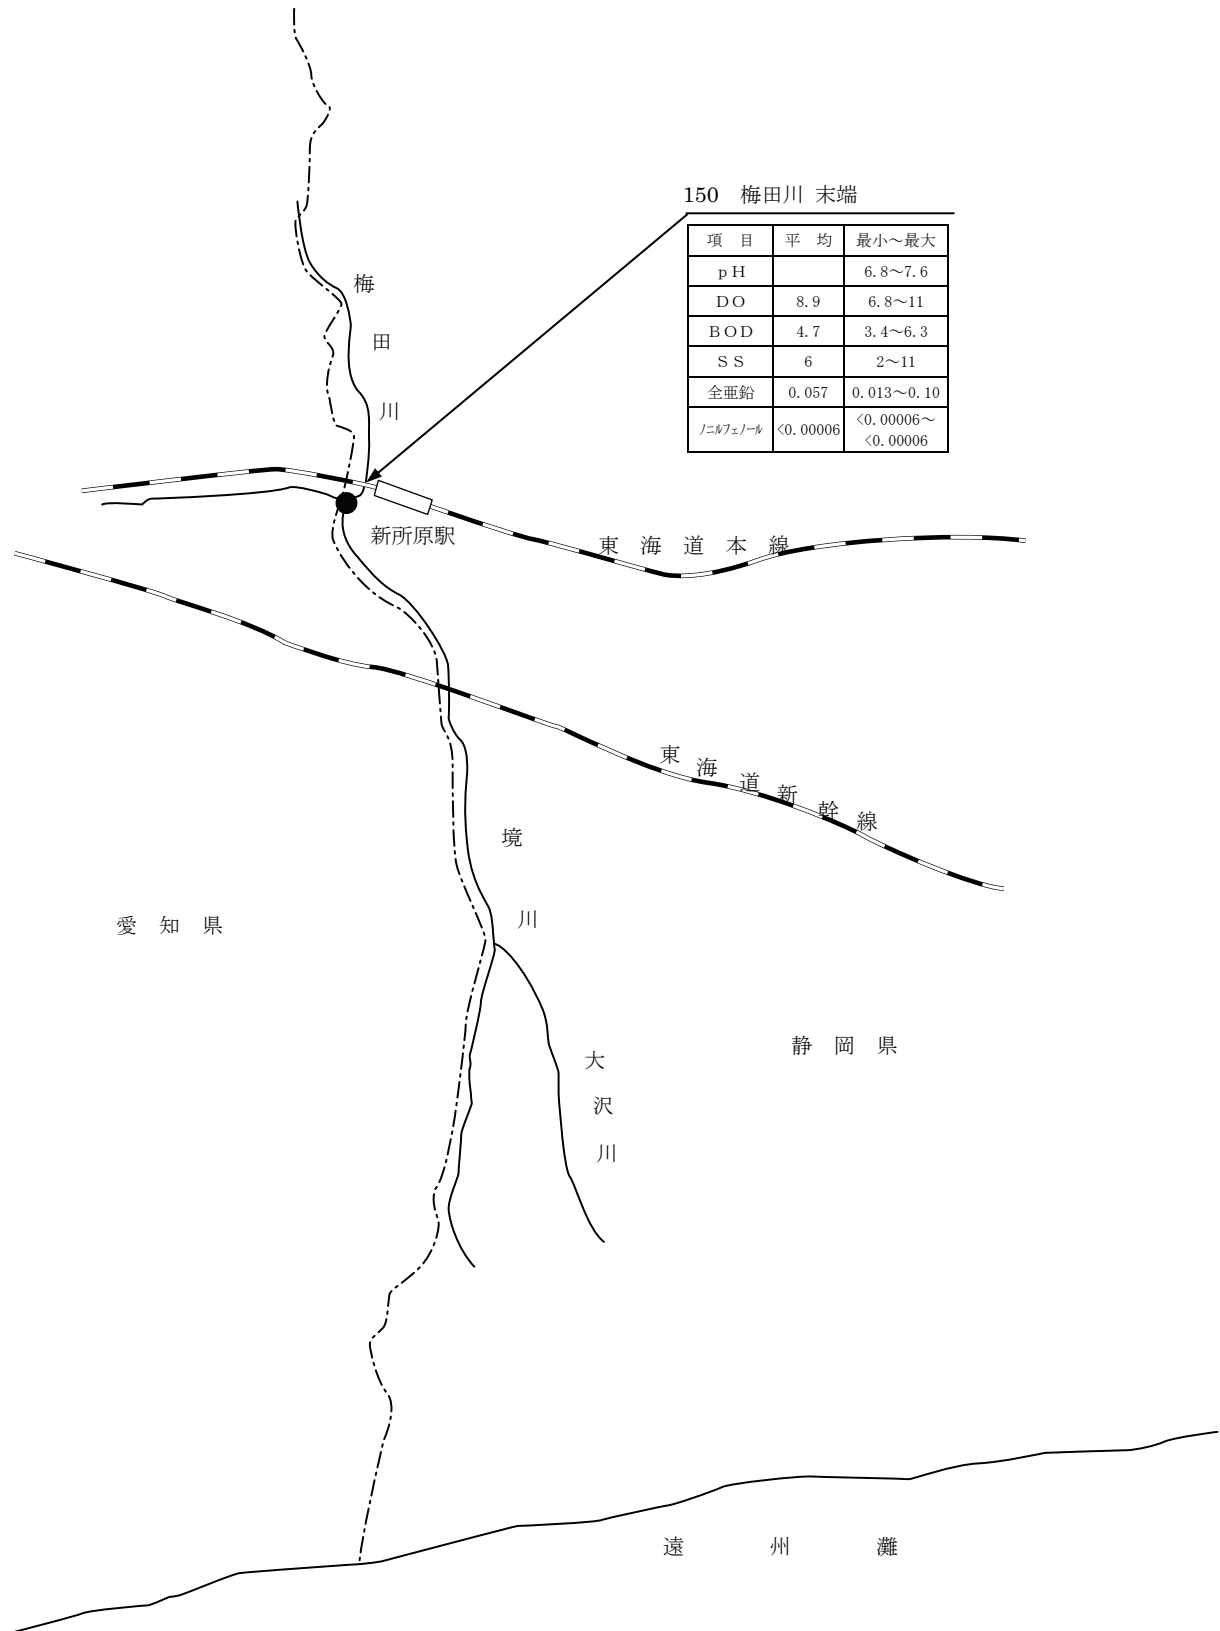 150　梅田川 末端
項　目　平　均　最小～最大
ｐＨ　6.8～7.6
ＤＯ　8.9　6.8～11
ＢＯＤ　4.7　3.4～6.3
ＳＳ　6　2～11
全亜鉛　0.057　0.013～0.10
ﾉﾆﾙﾌｪﾉｰﾙ　<0.00006　<0.00006～
<0.00006
梅田川
新所原駅
東海道本線
東海道新幹線
境川
愛知県
静岡県
大沢川
遠州灘